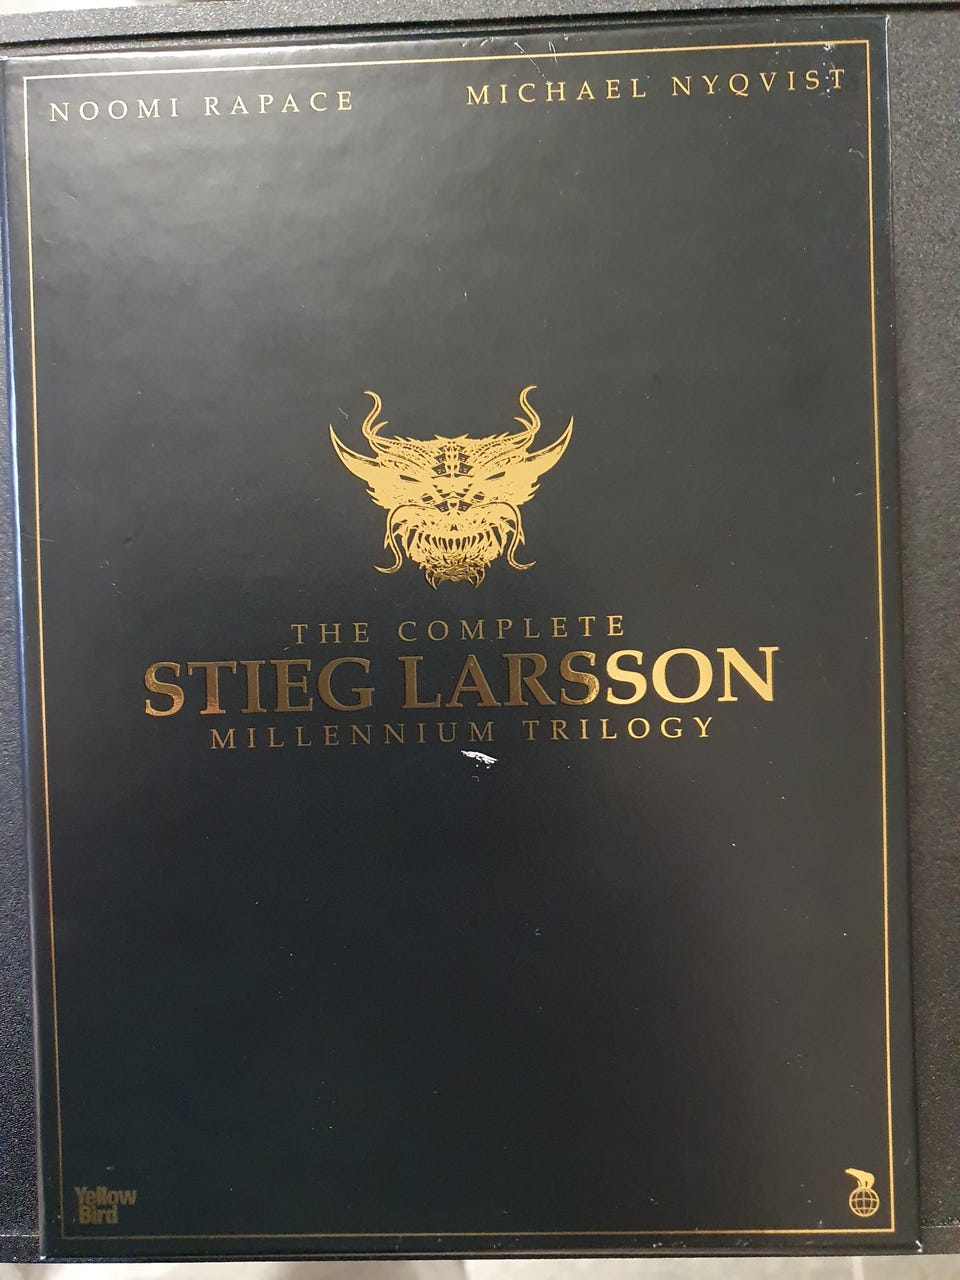 NOOMI RAPACE MICHAEL NYQVIST
THE COMPLETE
STIEG LARSSON
MILLENNIUM TRILOGY
Yellow
Bird